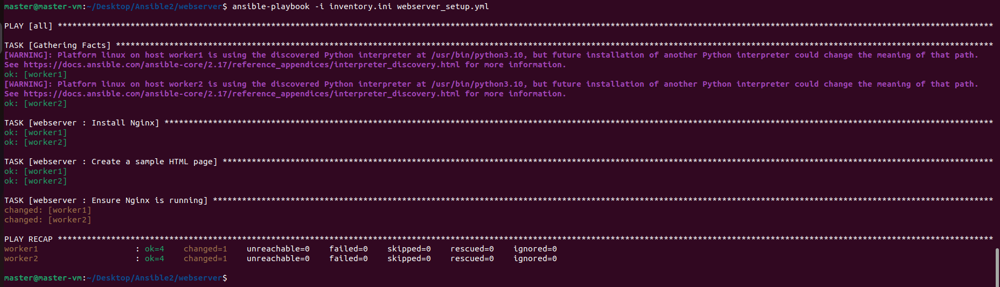 master@master-vm:~/Desktop/Ansible2/webserver$ ansible-playbook -i inventory.ini webserver_setup.yml
PLAY [all] *************************************************************************************************************************************************************************************************
TASK [Gathering Facts] *************************************************************************************************************************************************************************************
[WARNING]: Platform linux on host worker1 is using the discovered Python interpreter at /usr/bin/python3.10, but future installation of another Python interpreter could change the meaning of that path.
See https://docs.ansible.com/ansible-core/2.17/reference_appendices/interpreter_discovery.html for more information.
ok: [worker1]
[WARNING]: Platform linux on host worker2 is using the discovered Python interpreter at /usr/bin/python3.10, but future installation of another Python interpreter could change the meaning of that path.
See https://docs.ansible.com/ansible-core/2.17/reference_appendices/interpreter_discovery.html for more information.
ok: [worker2]
TASK [webserver : Install Nginx] ***************************************************************************************************************************************************************************
ok: [worker1]
ok: [worker2]
TASK [webserver : Create a sample HTML page] ***************************************************************************************************************************************************************
ok: [worker1]
ok: [worker2]
TASK [webserver : Ensure Nginx is running] *****************************************************************************************************************************************************************
changed: [worker1]
changed: [worker2]
PLAY RECAP *************************************************************************************************************************************************************************************************
worker1                    : ok=4    changed=1    unreachable=0    failed=0    skipped=0    rescued=0    ignored=0
worker2                    : ok=4    changed=1    unreachable=0    failed=0    skipped=0    rescued=0    ignored=0
master@master-vm:~/Desktop/Ansible2/webserver$